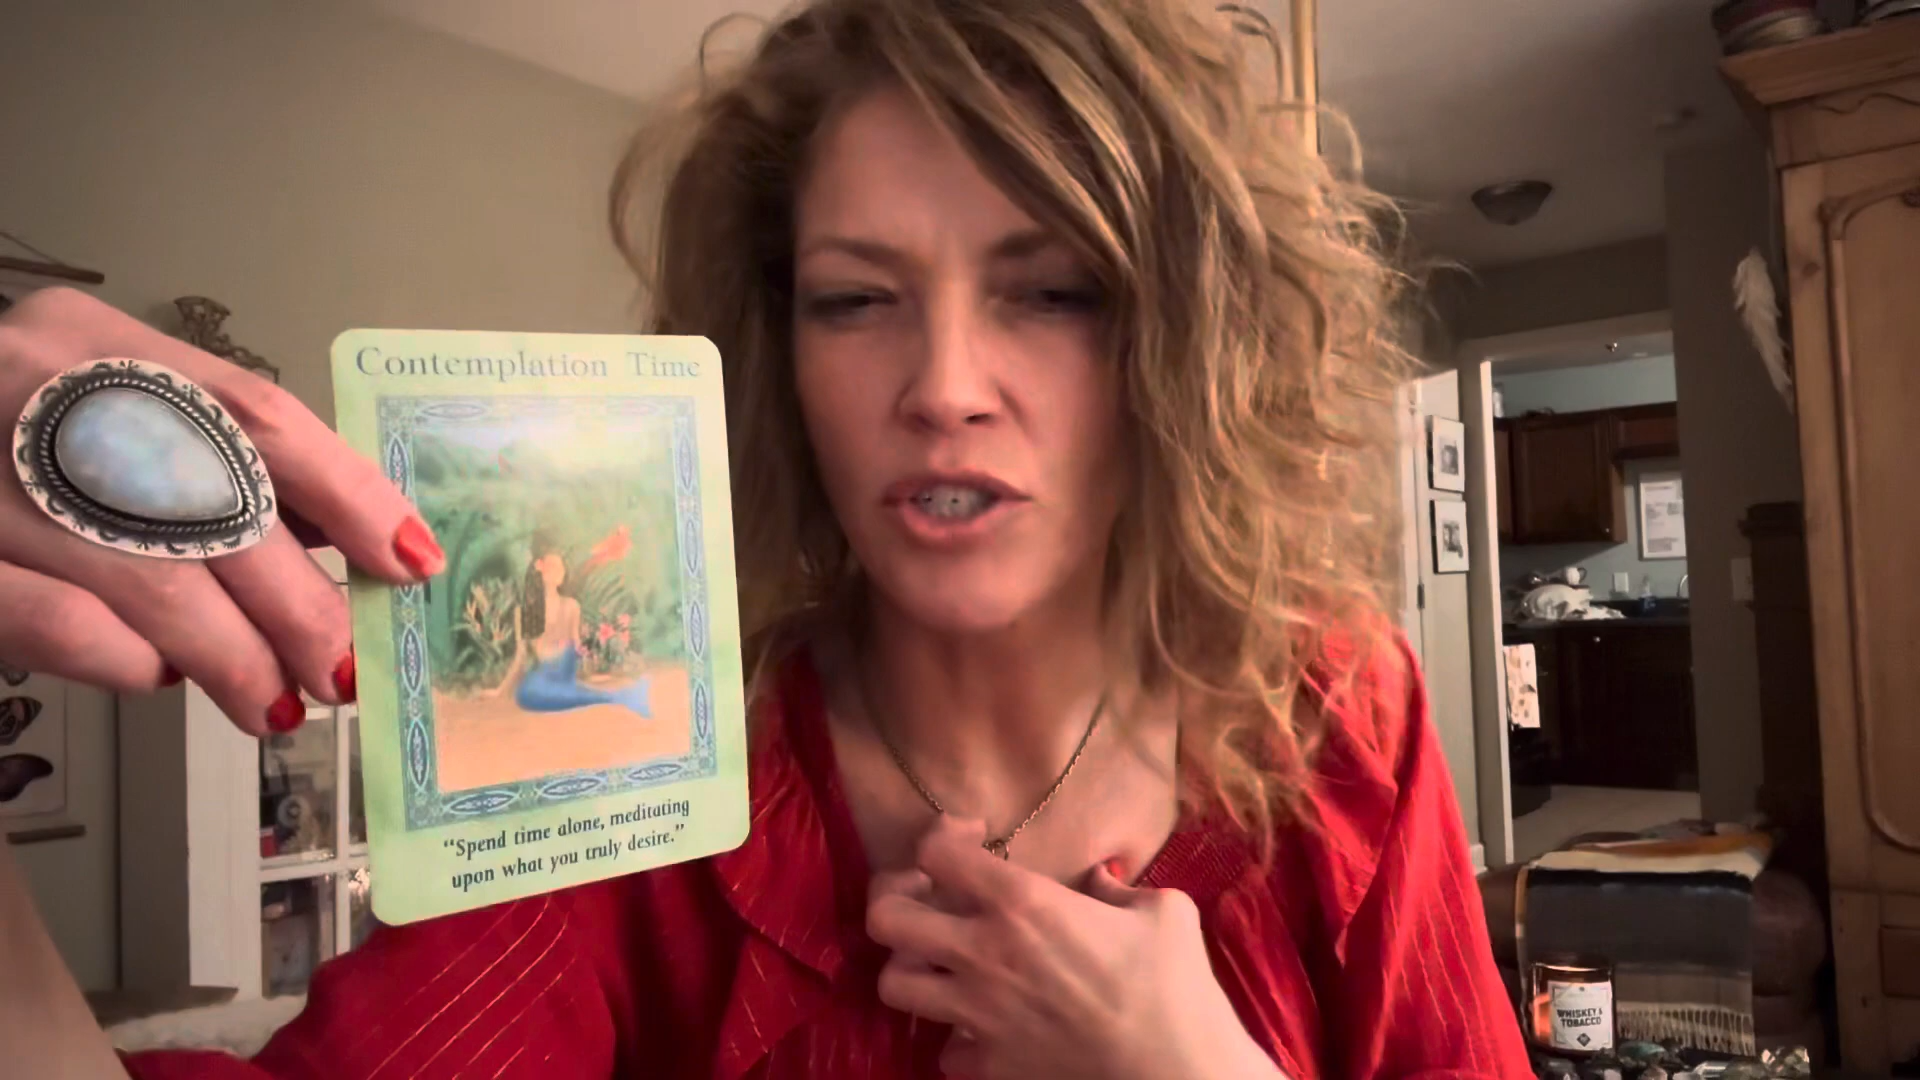 Contemplation Time
“Spend time alone, meditating
upon what you truly desire.”
WHISKEY &
TOBACCO